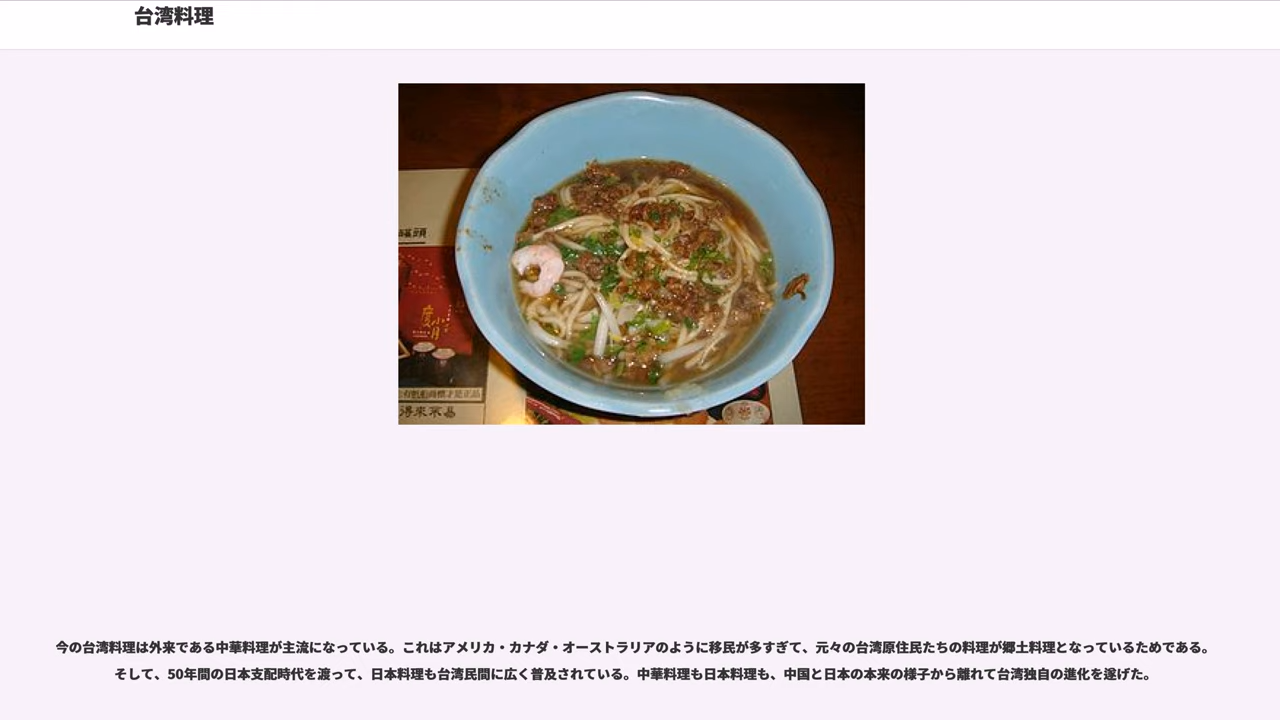 台湾料理
度小月
得來不易
今の台湾料理は外来である中華料理が主流になっている。これはアメリカ・カナダ・オーストラリアのように移民が多すぎて、元々の台湾原住民たちの料理が郷土料理となっているためである。
そして、50年間の日本支配時代を渡って、日本料理も台湾民間に広く普及されている。中華料理も日本料理も、中国と日本の本来の様子から離れて台湾独自の進化を遂げた。